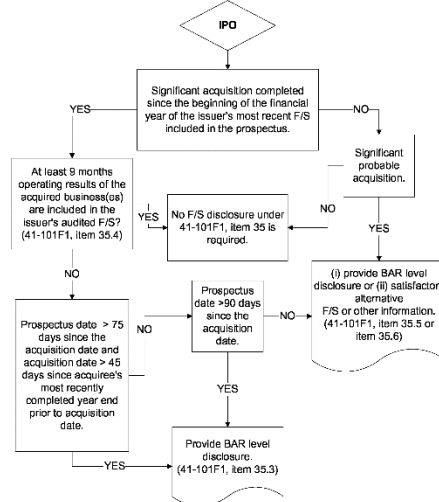 IPO
Significant acquisition completed
since the beginning of the financial
year of the issuer's most recent F/S
included in the prospectus.
YES
NO
At least 9 months
operating results of the
acquired business(es)
are included in the
issuer's audited F/S?
(41-101F1, item 35.4)
YES
No F/S disclosure under
41-101F1, item 35 is
required.
NO
Significant
probable
acquisition.
YES
NO
Prospectus date > 75
days since the
acquisition date and
acquisition date > 45
days since acquiree's
most recently
completed year end
prior to acquisition
date.
NO
Prospectus
date >90 days
since the
acquisition
date.
NO
(i) provide BAR level
disclosure or (ii) satisfactor
alternative
F/S or other information.
(41-101F1, item 35.5 or
item 35.6)
YES
YES
Provide BAR level
disclosure.
(41-101F1, item 35.3)